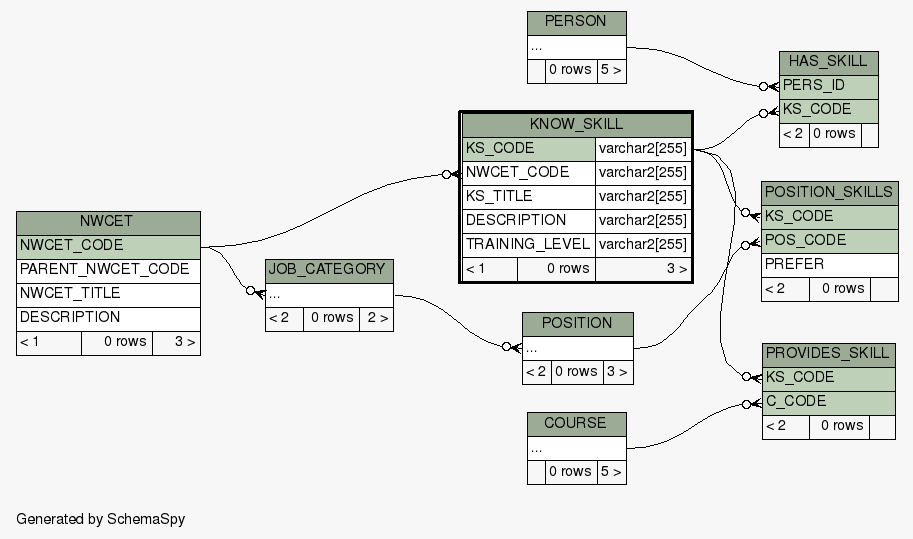 PERSON
...
0 rows 5 >
HAS_SKILL
PERS_ID
KS_CODE
< 2 0 rows
KNOW_SKILL
KS_CODE varchar2[255]
NWCET_CODE varchar2[255]
KS_TITLE varchar2[255]
DESCRIPTION varchar2[255]
TRAINING_LEVEL varchar2[255]
< 1 0 rows 3 >
POSITION_SKILLS
KS_CODE
POS_CODE
PREFER
< 2 0 rows
NWCET
NWCET_CODE
PARENT_NWCET_CODE
NWCET_TITLE
DESCRIPTION
< 1 0 rows 3 >
JOB_CATEGORY
...
< 2 0 rows 2 >
POSITION
...
< 2 0 rows 3 >
PROVIDES_SKILL
KS_CODE
C_CODE
< 2 0 rows
COURSE
...
0 rows 5 >
Generated by SchemaSpy